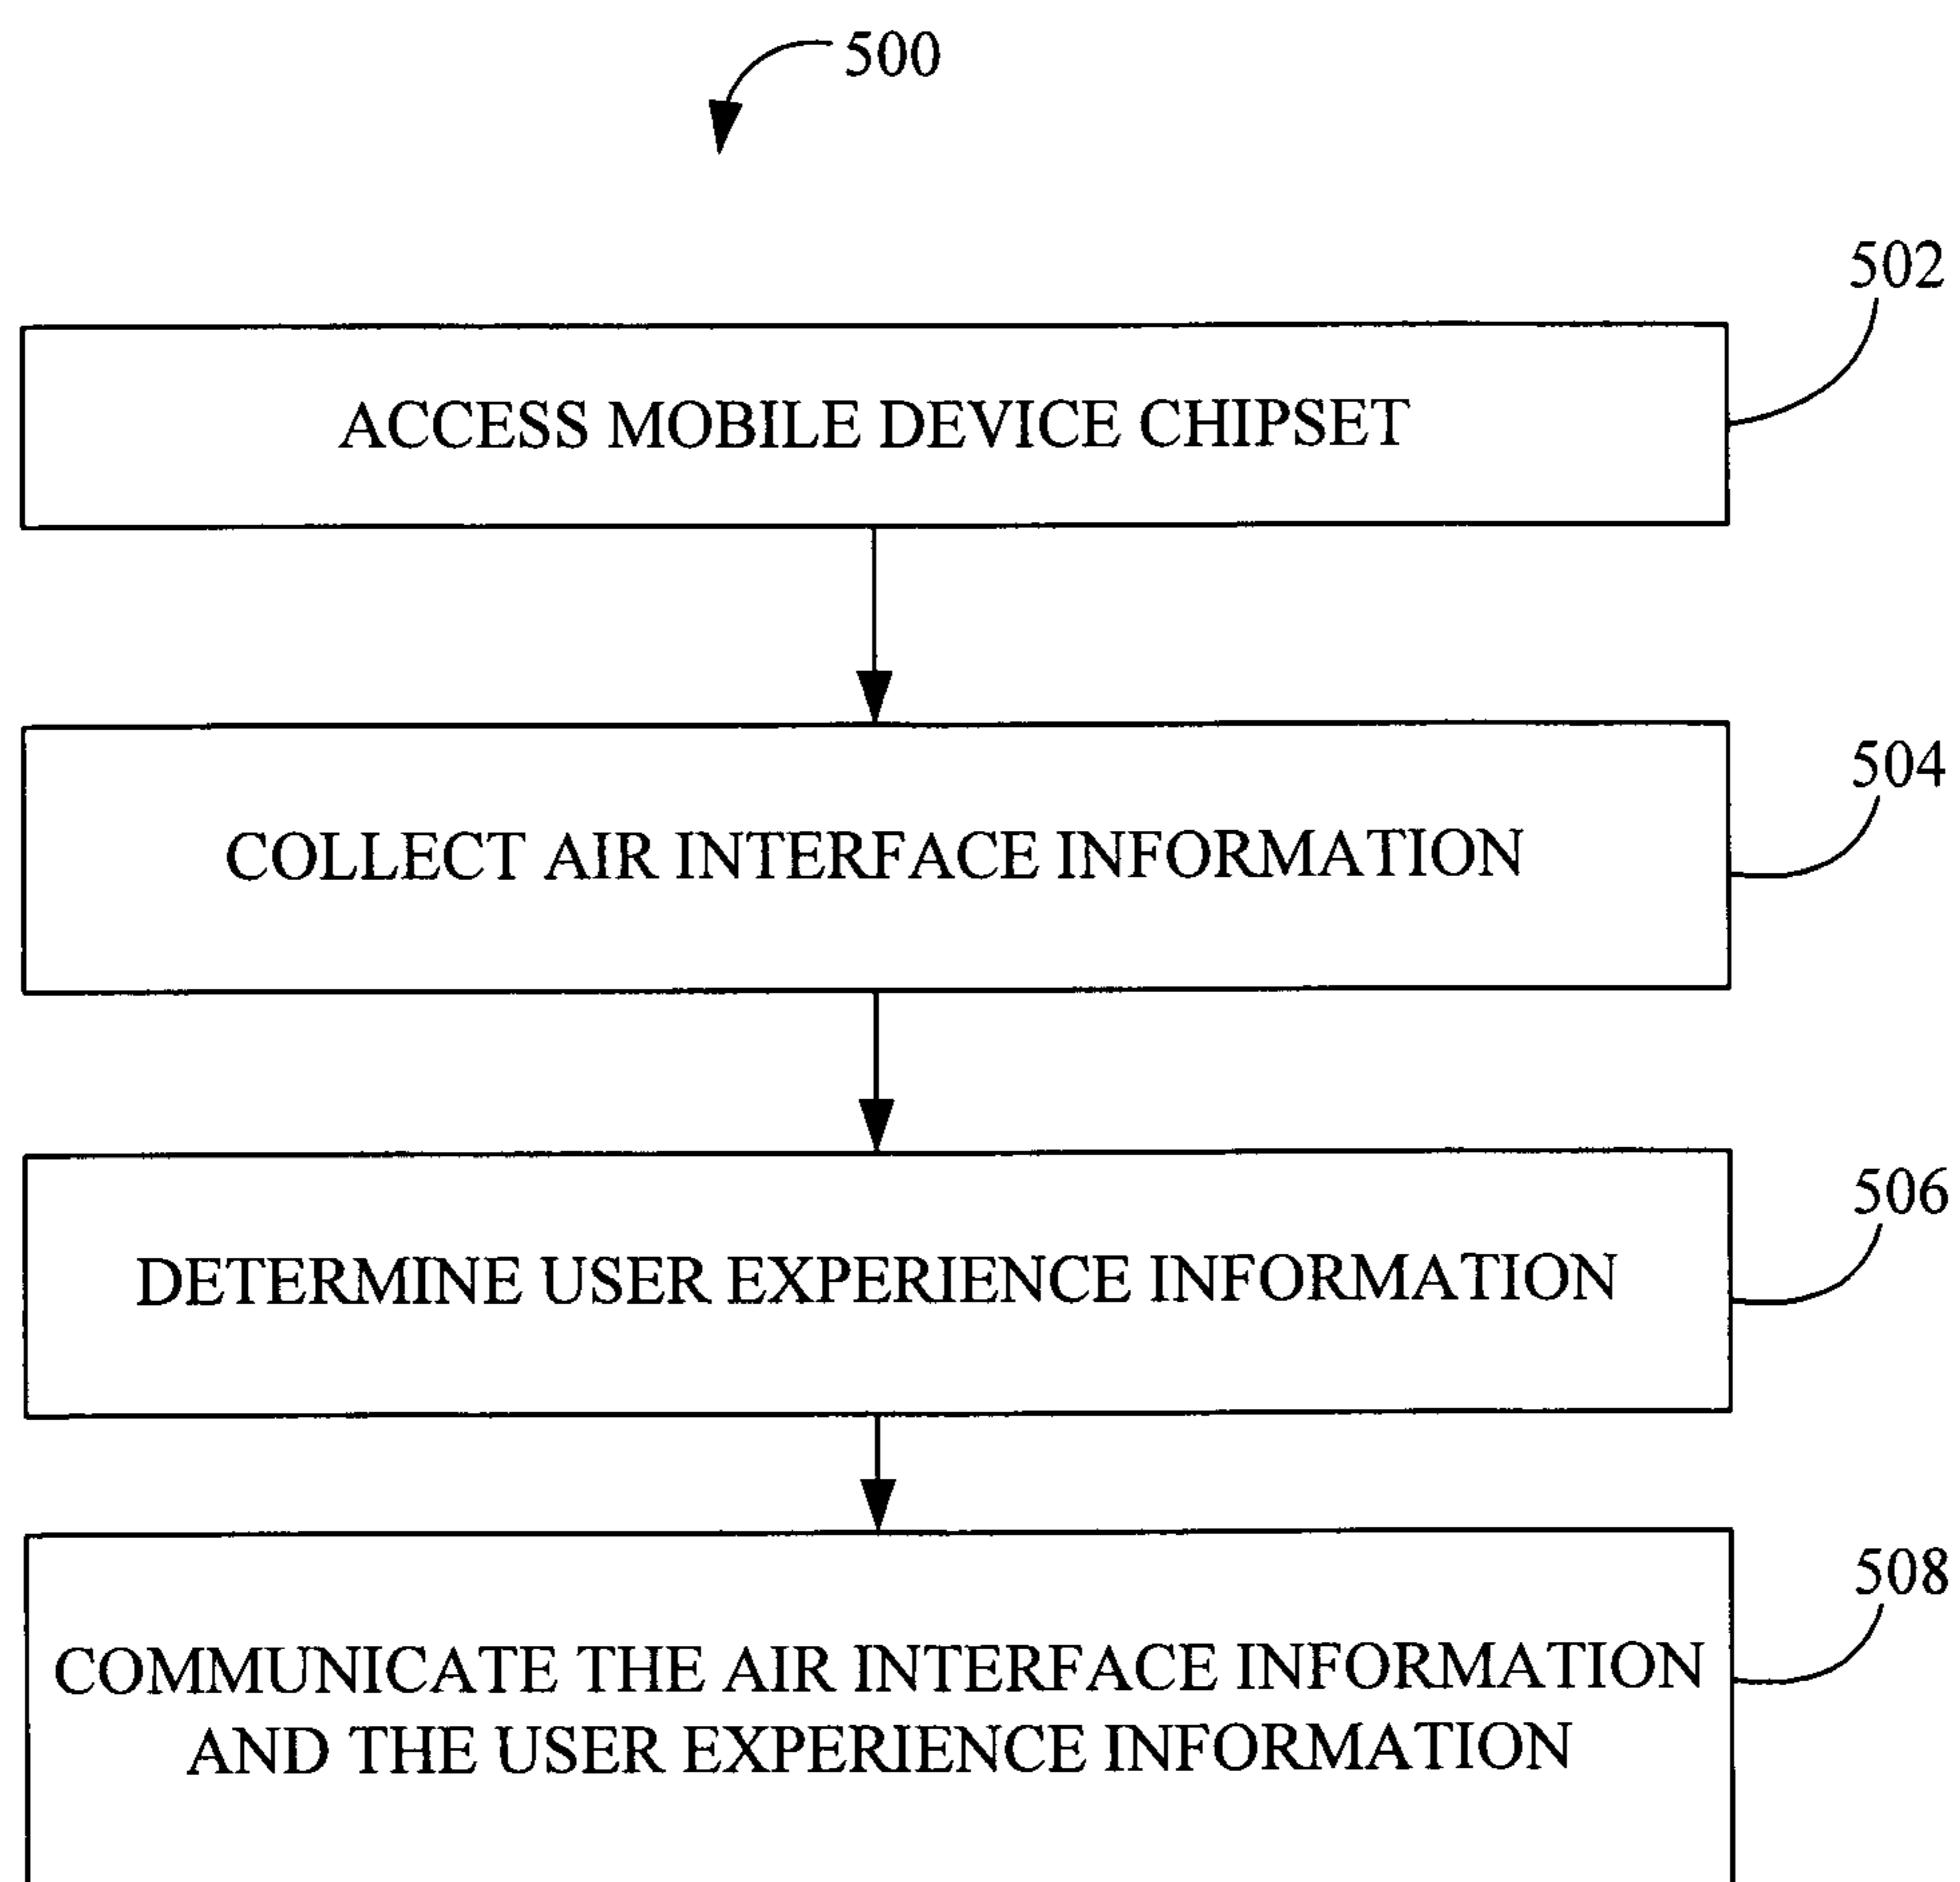 500
502
ACCESS MOBILE DEVICE CHIPSET
504
COLLECT AIR INTERFACE INFORMATION
506
DETERMINE USER EXPERIENCE INFORMATION
508
COMMUNICATE THE AIR INTERFACE INFORMATION
AND THE USER EXPERIENCE INFORMATION